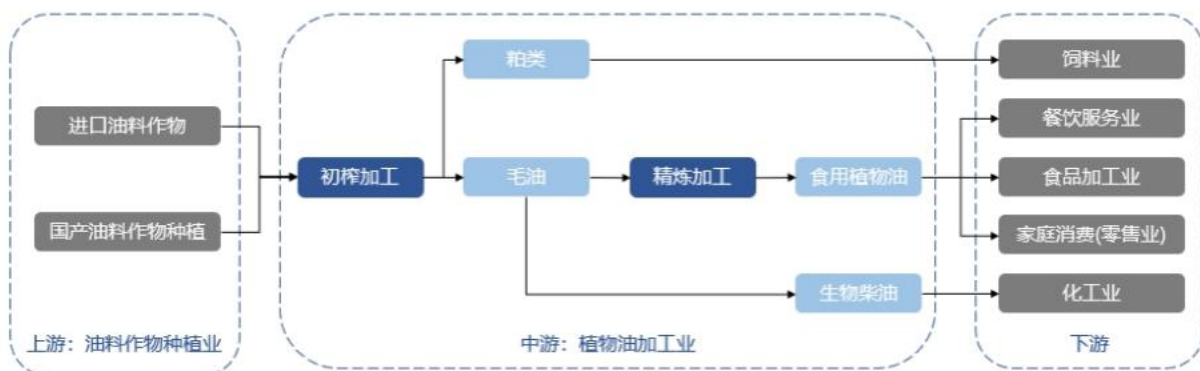 粕类
饲料业
进口油料作物
餐饮服务业
初榨加工
毛油
精炼加工
食用植物油
食品加工业
国产油料作物种植
家庭消费(零售业)
生物柴油
化工业
上游：油料作物种植业
中游：植物油加工业
下游